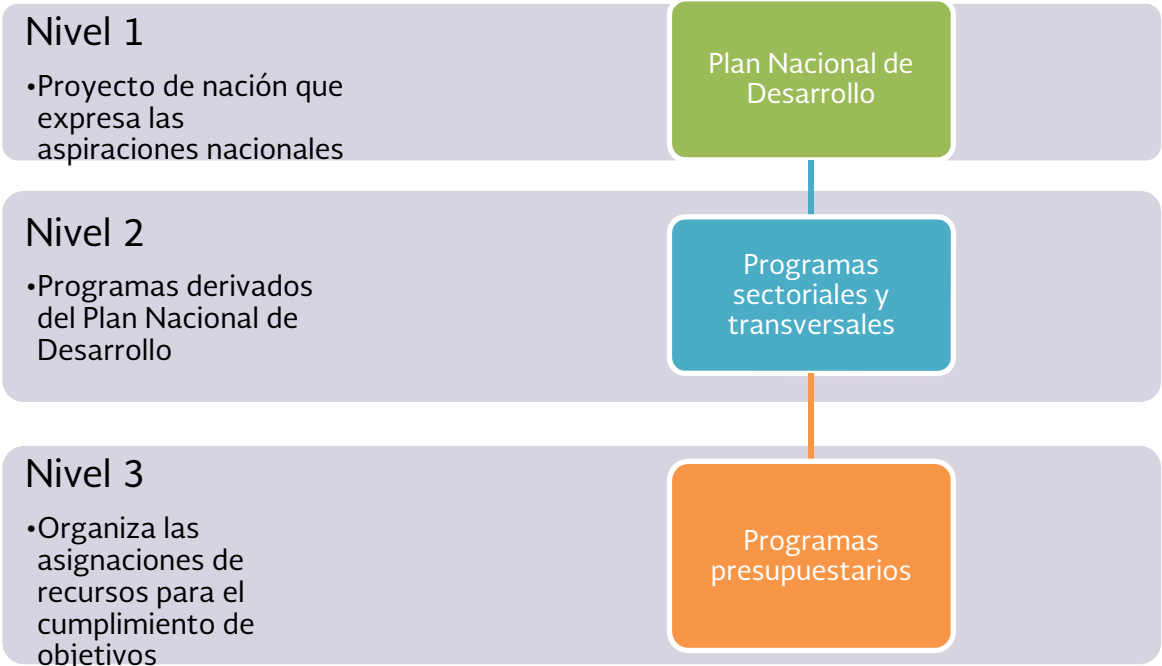 Nivel 1
•Proyecto de nación que
expresa las
aspiraciones nacionales
Plan Nacional de
Desarrollo
Nivel 2
•Programas derivados
del Plan Nacional de
Desarrollo
Programas
sectoriales y
transversales
Nivel 3
•Organiza las
asignaciones de
recursos para el
cumplimiento de
objetivos
Programas
presupuestarios